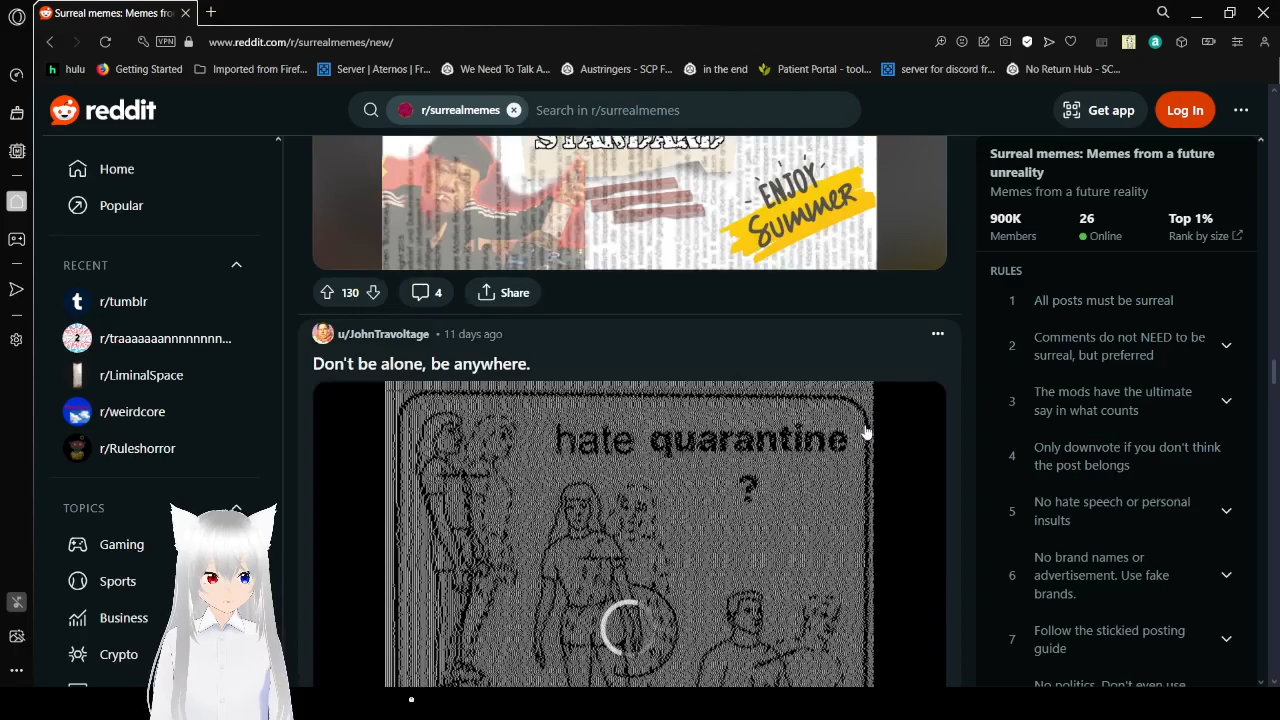 Surreal memes: Memes fro
VPN
www.reddit.com/r/surrealmemes/new/
hulu
Getting Started
Imported from Firef...
Server | Aternos | Fr...
We Need To Talk A...
Austringers - SCP F...
in the end
Patient Portal - tool...
server for discord fr...
No Return Hub - SC...
reddit
r/surrealmemes
Search in r/surrealmemes
Get app
Log In
Home
Popular
RECENT
r/tumblr
r/traaaaaaannnnnnnn...
r/LiminalSpace
r/weirdcore
r/Ruleshorror
TOPICS
Gaming
Sports
Business
Crypto
STANDARD
ENJOY
SUMMER
130
4
Share
u/JohnTravoltage • 11 days ago
Don't be alone, be anywhere.
hate quarantine
?
Surreal memes: Memes from a future
unreality
Memes from a future reality
900K
Members
26
Online
Top 1%
Rank by size
RULES
1 All posts must be surreal
2 Comments do not NEED to be
surreal, but preferred
3 The mods have the ultimate
say in what counts
4 Only downvote if you don't think
the post belongs
5 No hate speech or personal
insults
6 No brand names or
advertisement. Use fake
brands.
7 Follow the stickied posting
guide
No politics. Don't even use